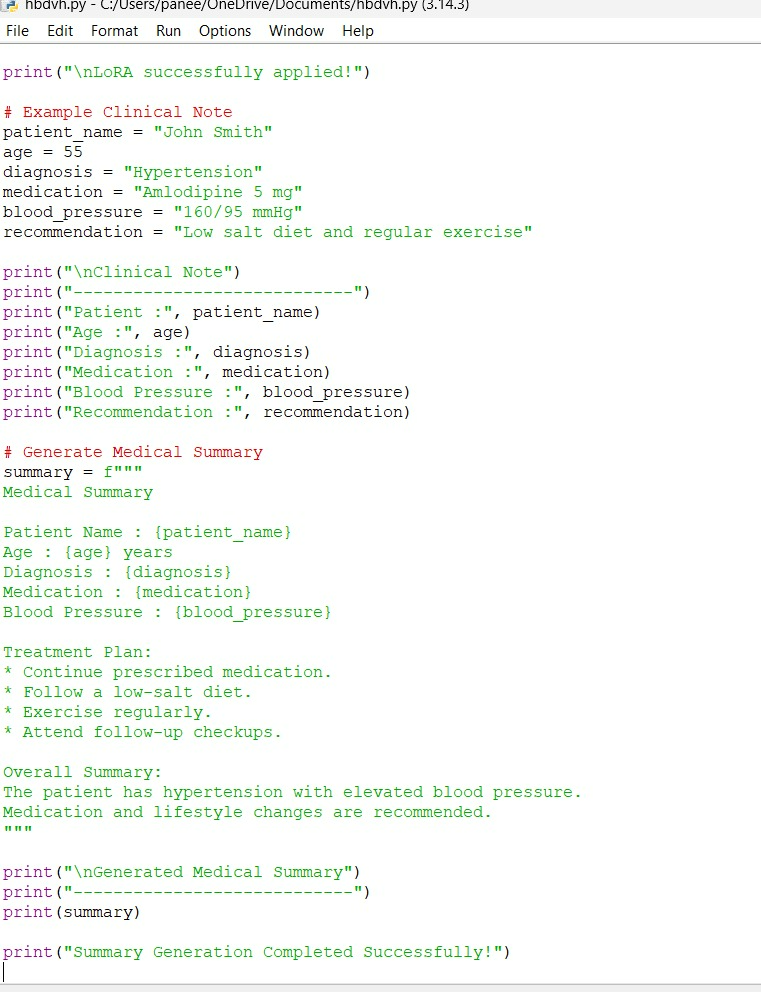 hbdvh.py - C:/Users/panee/OneDrive/Documents/hbdvh.py (3.14.3)
File Edit Format Run Options Window Help
print("\nLoRA successfully applied!")
# Example Clinical Note
patient_name = "John Smith"
age = 55
diagnosis = "Hypertension"
medication = "Amlodipine 5 mg"
blood_pressure = "160/95 mmHg"
recommendation = "Low salt diet and regular exercise"
print("\nClinical Note")
print("----------------------------")
print("Patient :", patient_name)
print("Age :", age)
print("Diagnosis :", diagnosis)
print("Medication :", medication)
print("Blood Pressure :", blood_pressure)
print("Recommendation :", recommendation)
# Generate Medical Summary
summary = f"""
Medical Summary
Patient Name : {patient_name}
Age : {age} years
Diagnosis : {diagnosis}
Medication : {medication}
Blood Pressure : {blood_pressure}
Treatment Plan:
* Continue prescribed medication.
* Follow a low-salt diet.
* Exercise regularly.
* Attend follow-up checkups.
Overall Summary:
The patient has hypertension with elevated blood pressure.
Medication and lifestyle changes are recommended.
"""
print("\nGenerated Medical Summary")
print("----------------------------")
print(summary)
print("Summary Generation Completed Successfully!")